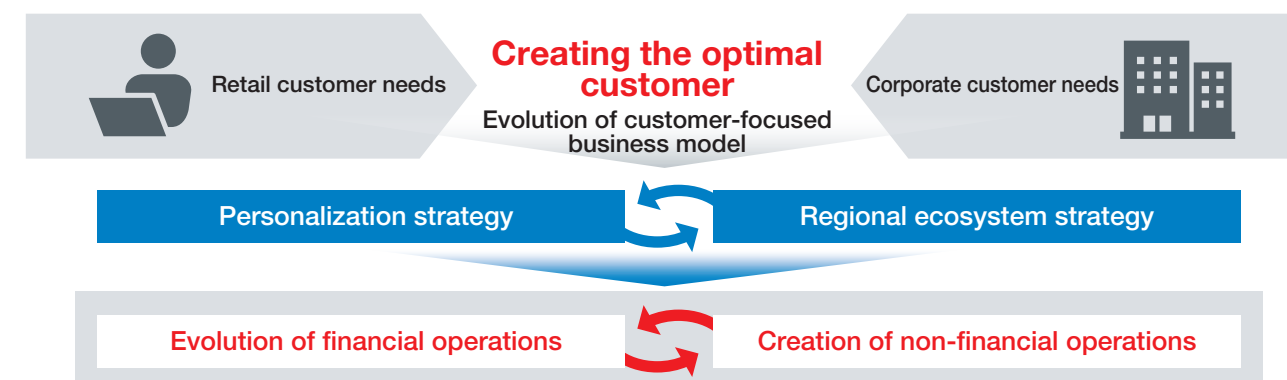 Retail customer needs
Creating the optimal
customer
Evolution of customer-focused
business model
Corporate customer needs
Personalization strategy
Regional ecosystem strategy
Evolution of financial operations
Creation of non-financial operations